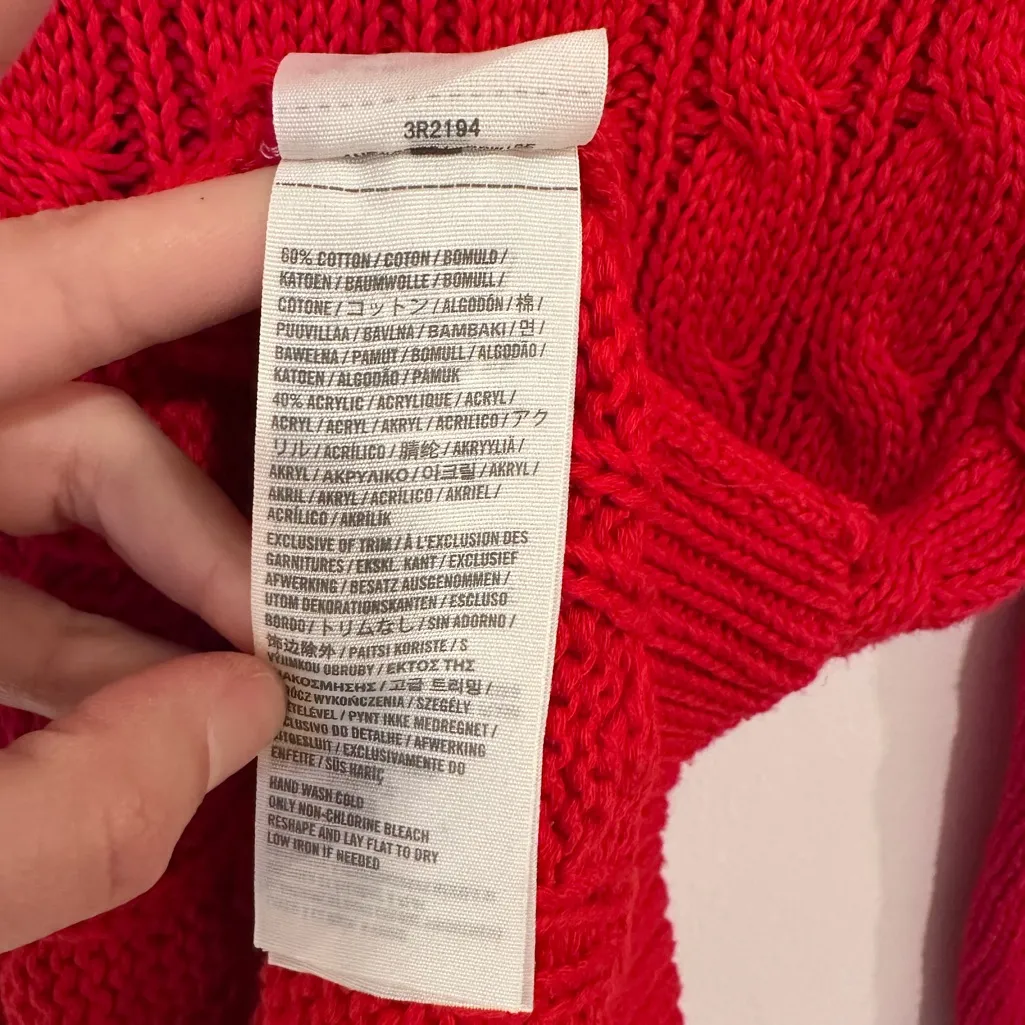 3R2194
60% COTTON / COTON / BOMULD /
KATOEN / BAUMWOLLE / BOMULL /
COTONE / コットン / ALGODÓN / 棉 /
PUUVILLAA / BAVLNA / BAMBAKI / 면 /
BAWEŁNA / PAMUT / BOMULL / ALGODÃO /
KATOEN / ALGODÃO / PAMUK
40% ACRYLIC / ACRYLIQUE / ACRYL /
ACRYL / ACRYL / AKRYL / ACRILICO / アク
リル / ACRÍLICO / 腈纶 / AKRYYLIÄ /
AKRYL / ΑΚΡΥΛΙΚΟ / 아크릴 / AKRYL /
AKRIL / AKRYL / ACRÍLICO / AKRIEL /
ACRÍLICO / AKRİLİK
EXCLUSIVE OF TRIM / À L'EXCLUSION DES
GARNITURES / EKSKL. KANT / EXCLUSIEF
AFWERKING / BESATZ AUSGENOMMEN /
UTOM DEKORATIONSKANTEN / ESCLUSO
BORDO / トリムなし / SIN ADORNO /
饰边除外 / PAITSI KORISTE / S
VÝJIMKOU OBRUBY / ΕΚΤΟΣ ΤΗΣ
ΙΑΚΟΣΜΗΣΗΣ / 고급 트리밍 /
RÓCZ WYKOŃCZENIA / SZEGÉLY
ÉTELÉVEL / PYNT IKKE MEDREGNET /
CLUSIVO DO DETALHE / AFWERKING
ITGESLUIT / EXCLUSIVAMENTE DO
ENFEITE / SÜS HARİÇ
HAND WASH COLD
ONLY NON-CHLORINE BLEACH
RESHAPE AND LAY FLAT TO DRY
LOW IRON IF NEEDED